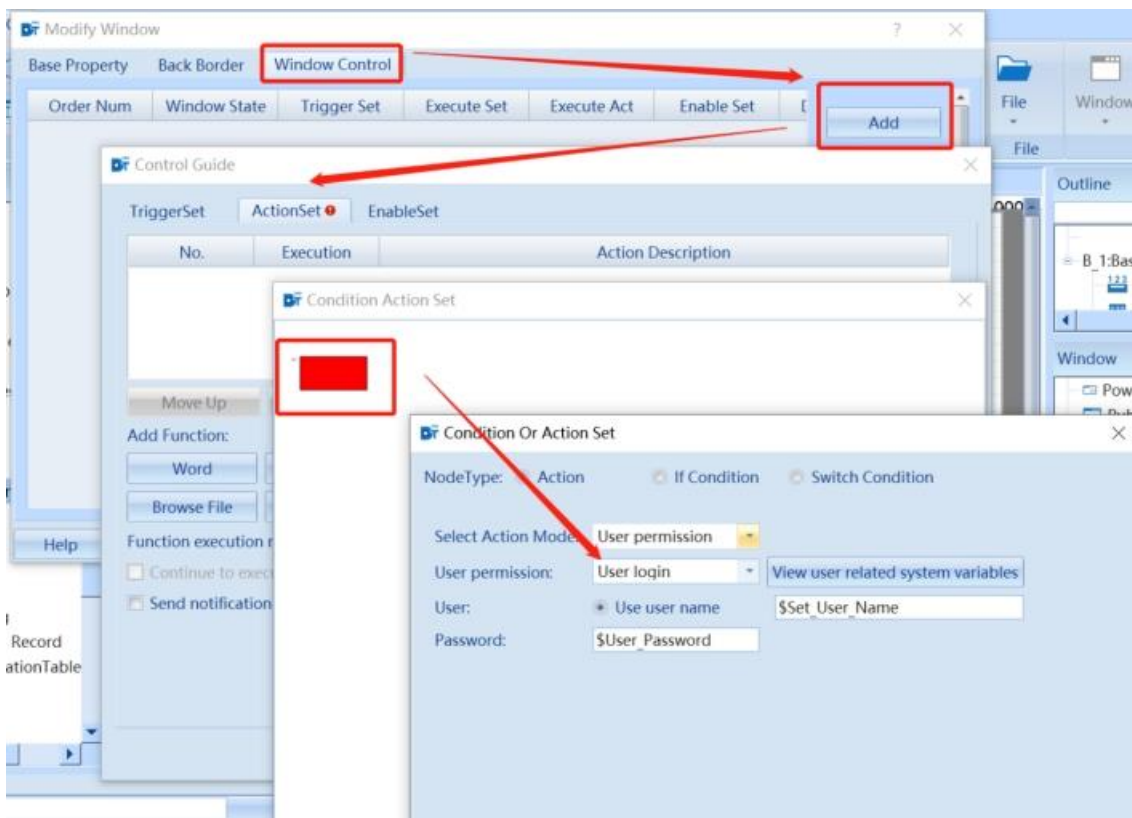 Modify Window
Base Property Back Border Window Control
Order Num Window State Trigger Set Execute Set Execute Act Enable Set
Add
File Window
File
Control Guide
Outline
TriggerSet ActionSet EnableSet
No. Execution Action Description
B_1:Bas
123
Condition Action Set
Window
Pow
Move Up
Condition Or Action Set
Add Function:
Word
NodeType: Action If Condition Switch Condition
Browse File
Select Action Mode: User permission
Help
Function execution
User permission: User login View user related system variables
Continue to exec
Send notification
User: Use user name $Set_User_Name
Password: $User_Password
Record
ationTable